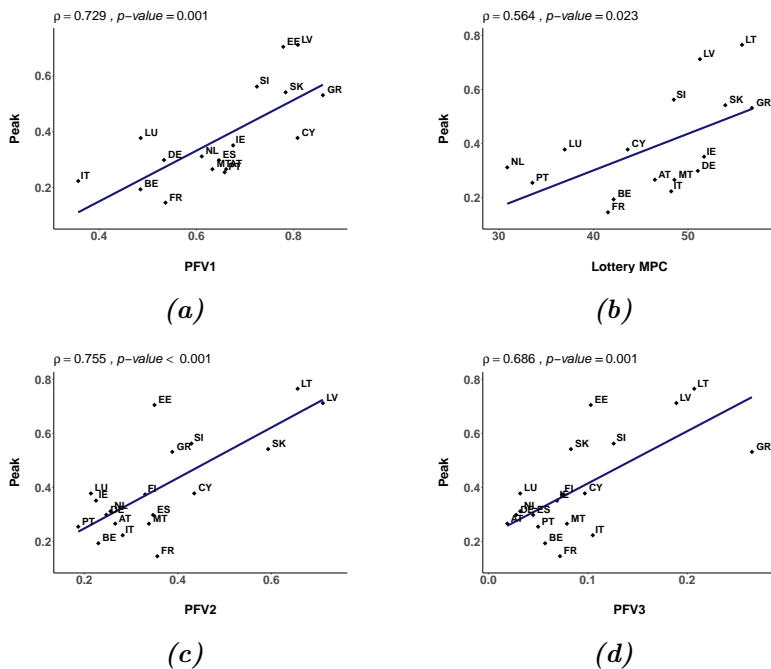 ρ = 0.729 , p−value = 0.001
Peak
0.6
0.4
0.2
EE
LV
SI
SK
GR
LU
CY
IE
DE
NL
ES
MT
AT
PT
IT
BE
FR
0.4 0.6 0.8
PFV1
(a)
ρ = 0.564 , p−value = 0.023
Peak
0.8
0.6
0.4
0.2
LT
LV
SI
SK
GR
LU
CY
IE
NL
DE
PT
AT
MT
IT
BE
FR
30 40 50
Lottery MPC
(b)
ρ = 0.755 , p−value < 0.001
Peak
0.8
0.6
0.4
0.2
LT
EE
LV
SI
GR
SK
LU
IE
FI
CY
NL
DE
ES
PT
AT
MT
IT
BE
FR
0.2 0.4 0.6
PFV2
(c)
ρ = 0.686 , p−value = 0.001
Peak
0.8
0.6
0.4
0.2
LT
EE
LV
SI
SK
GR
LU
FI
CY
IE
NL
DE
ES
AT
PT
MT
IT
BE
FR
0.0 0.1 0.2
PFV3
(d)